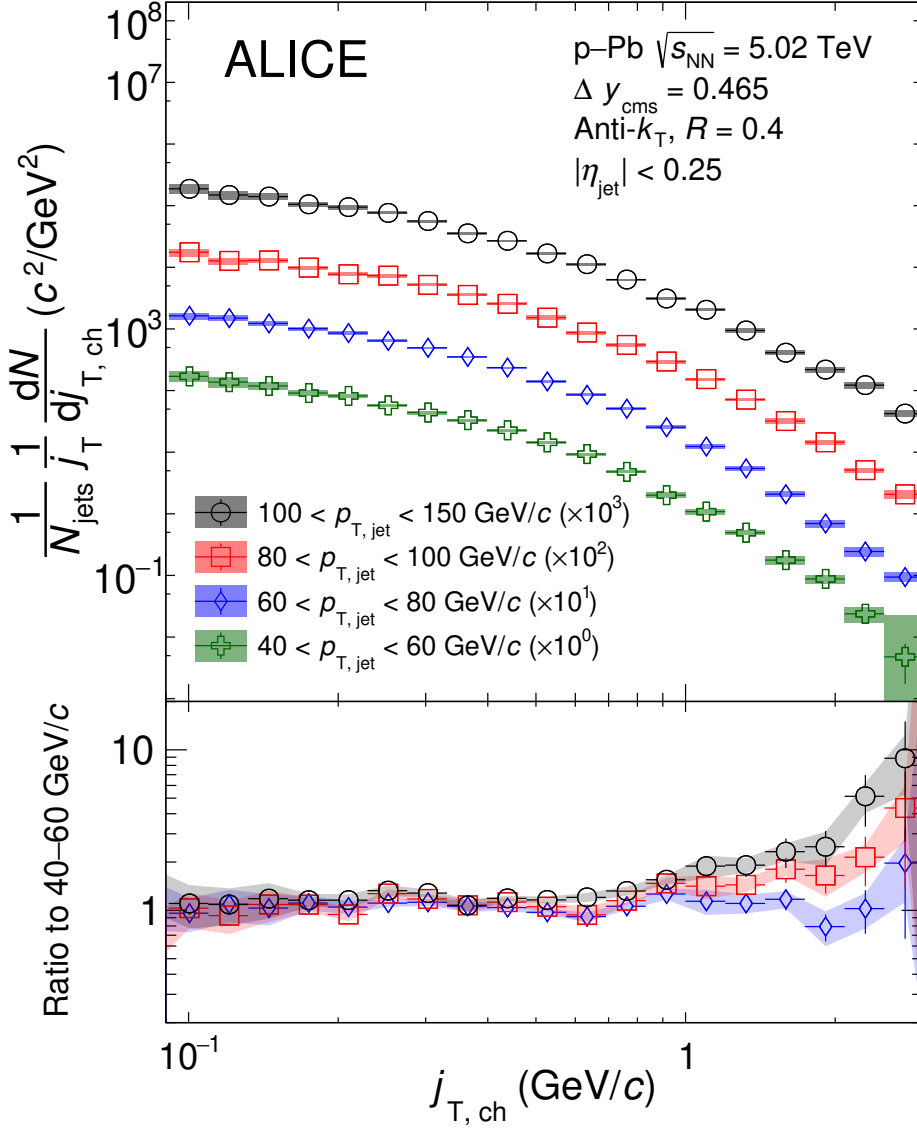 ALICE
p–Pb √s_NN = 5.02 TeV
Δ y_cms = 0.465
Anti-k_T, R = 0.4
|η_jet| < 0.25
10^8
10^7
10^3
10^−1
1/N_jets 1/j_T dN/dj_T, ch (c^2/GeV^2)
100 < p_T, jet < 150 GeV/c (×10^3)
80 < p_T, jet < 100 GeV/c (×10^2)
60 < p_T, jet < 80 GeV/c (×10^1)
40 < p_T, jet < 60 GeV/c (×10^0)
Ratio to 40–60 GeV/c
10
1
10^−1 1
j_T, ch (GeV/c)